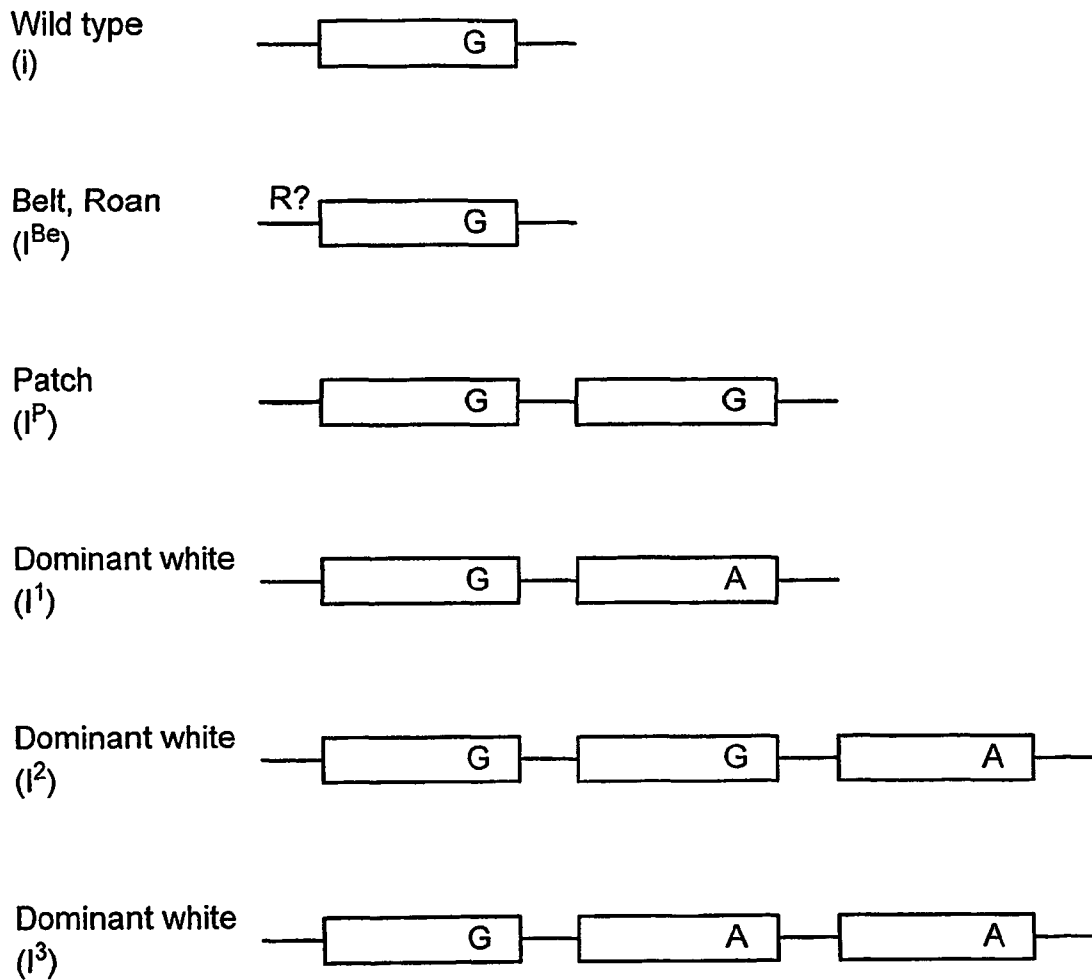 Wild type
(i)
G
Belt, Roan
(I^Be)
R?
G
Patch
(I^P)
G G
Dominant white
(I^1)
G A
Dominant white
(I^2)
G G A
Dominant white
(I^3)
G A A